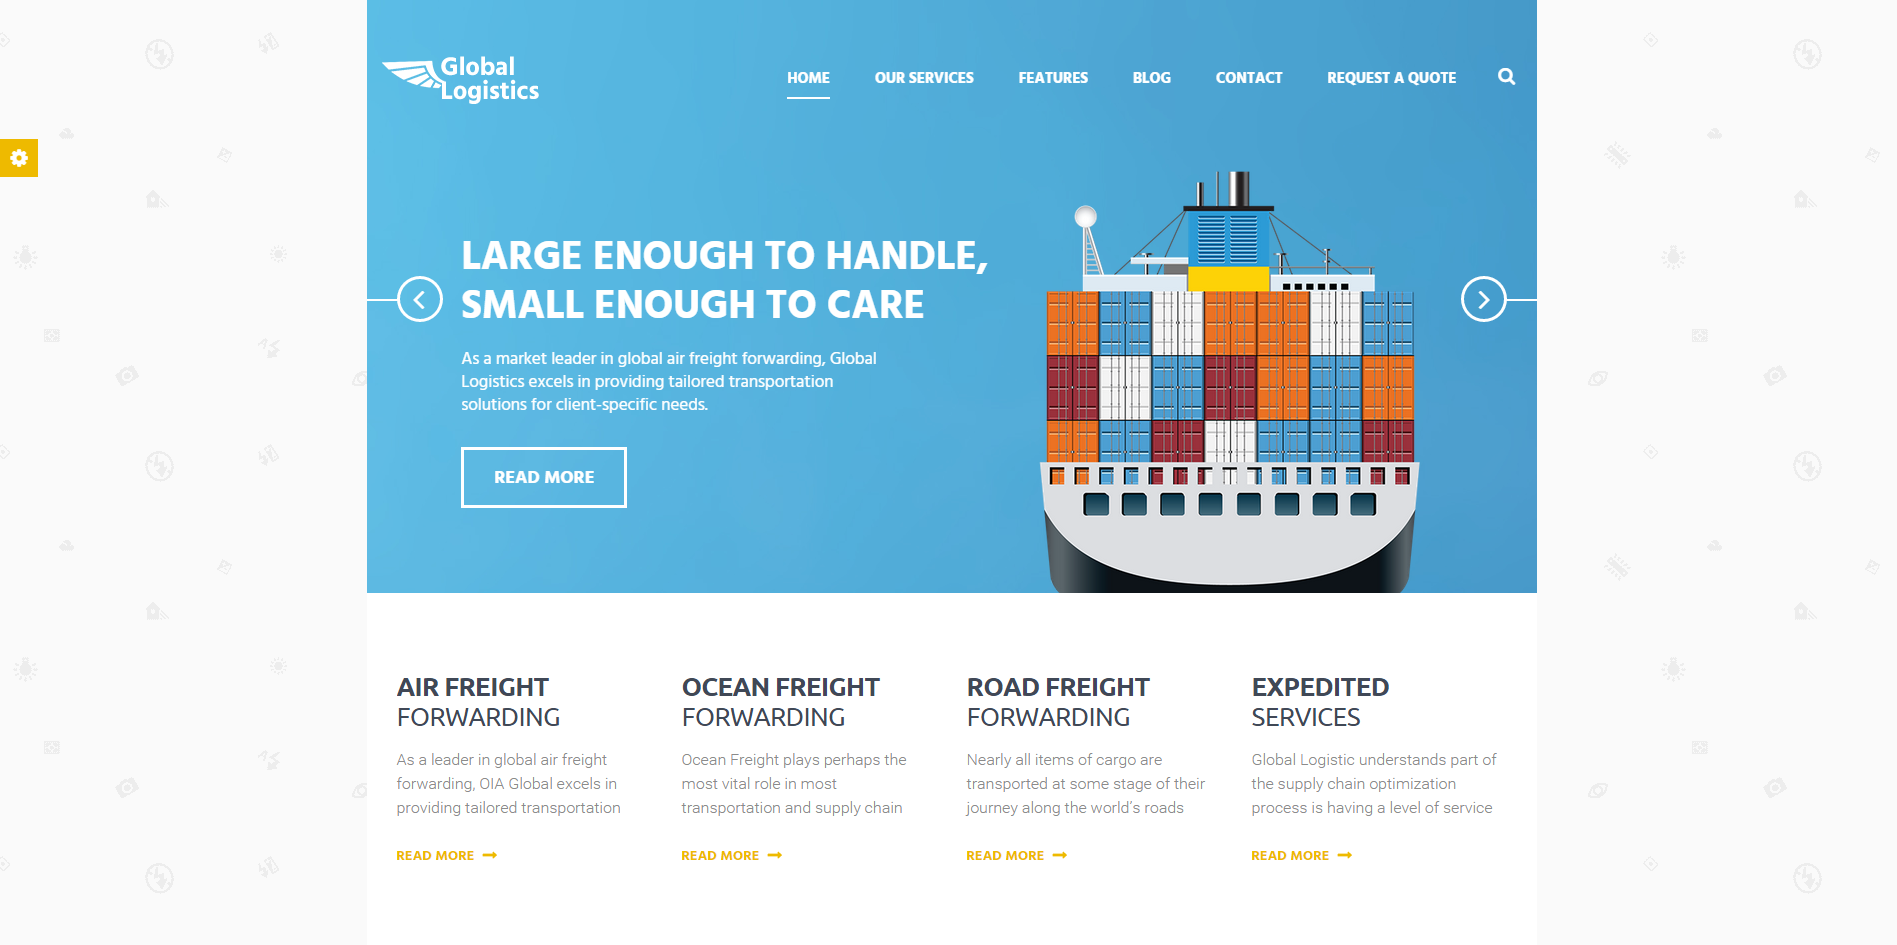 Global
Logistics
HOME
OUR SERVICES
FEATURES
BLOG
CONTACT
REQUEST A QUOTE
LARGE ENOUGH TO HANDLE,
SMALL ENOUGH TO CARE
As a market leader in global air freight forwarding, Global
Logistics excels in providing tailored transportation
solutions for client-specific needs.
READ MORE
AIR FREIGHT
FORWARDING
As a leader in global air freight
forwarding, OIA Global excels in
providing tailored transportation
READ MORE
OCEAN FREIGHT
FORWARDING
Ocean Freight plays perhaps the
most vital role in most
transportation and supply chain
READ MORE
ROAD FREIGHT
FORWARDING
Nearly all items of cargo are
transported at some stage of their
journey along the world's roads
READ MORE
EXPEDITED
SERVICES
Global Logistic understands part of
the supply chain optimization
process is having a level of service
READ MORE